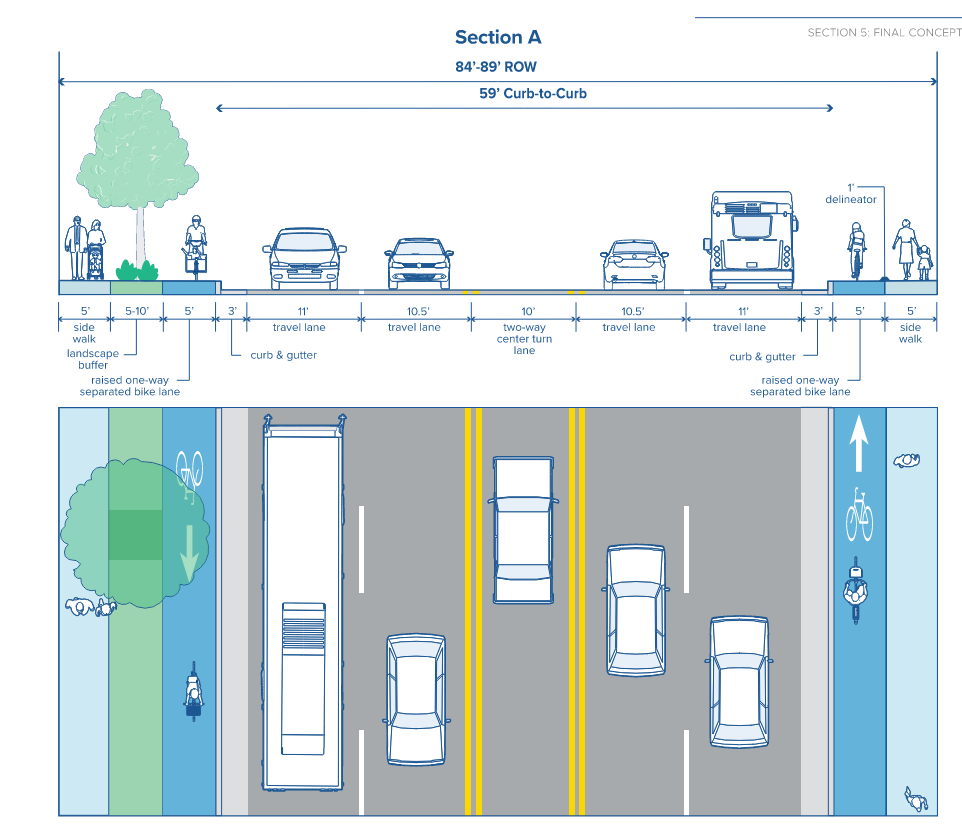 SECTION 5: FINAL CONCEPT
Section A
84'-89' ROW
59' Curb-to-Curb
1'
delineator
5'
5-10'
5'
3'
11'
10.5'
10'
10.5'
11'
3'
5'
5'
side
walk
travel lane
travel lane
two-way
center turn
lane
travel lane
travel lane
side
walk
landscape
buffer
curb & gutter
curb & gutter
raised one-way
separated bike lane
raised one-way
separated bike lane